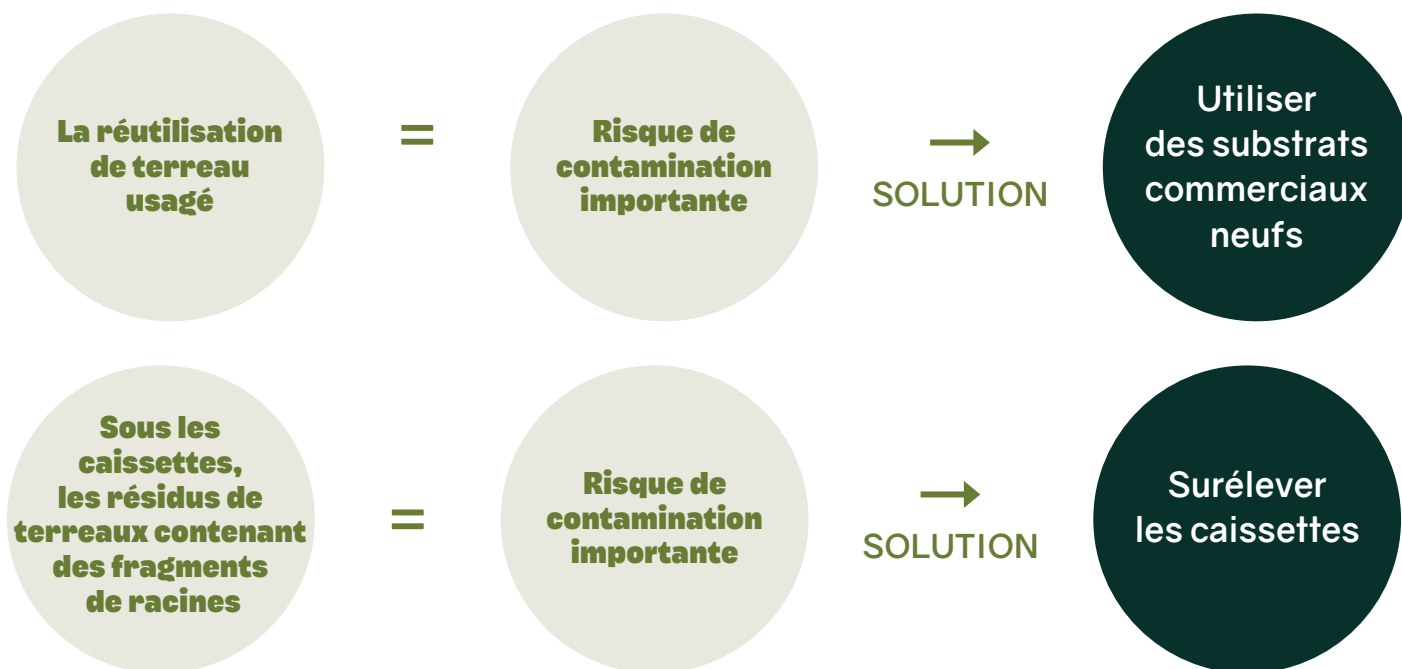 La réutilisation
de terreau
usagé
=
Risque de
contamination
importante
→
SOLUTION
Utiliser
des substrats
commerciaux
neufs
Sous les
caissettes,
les résidus de
terreaux contenant
des fragments
de racines
=
Risque de
contamination
importante
→
SOLUTION
Surélever
les caissettes